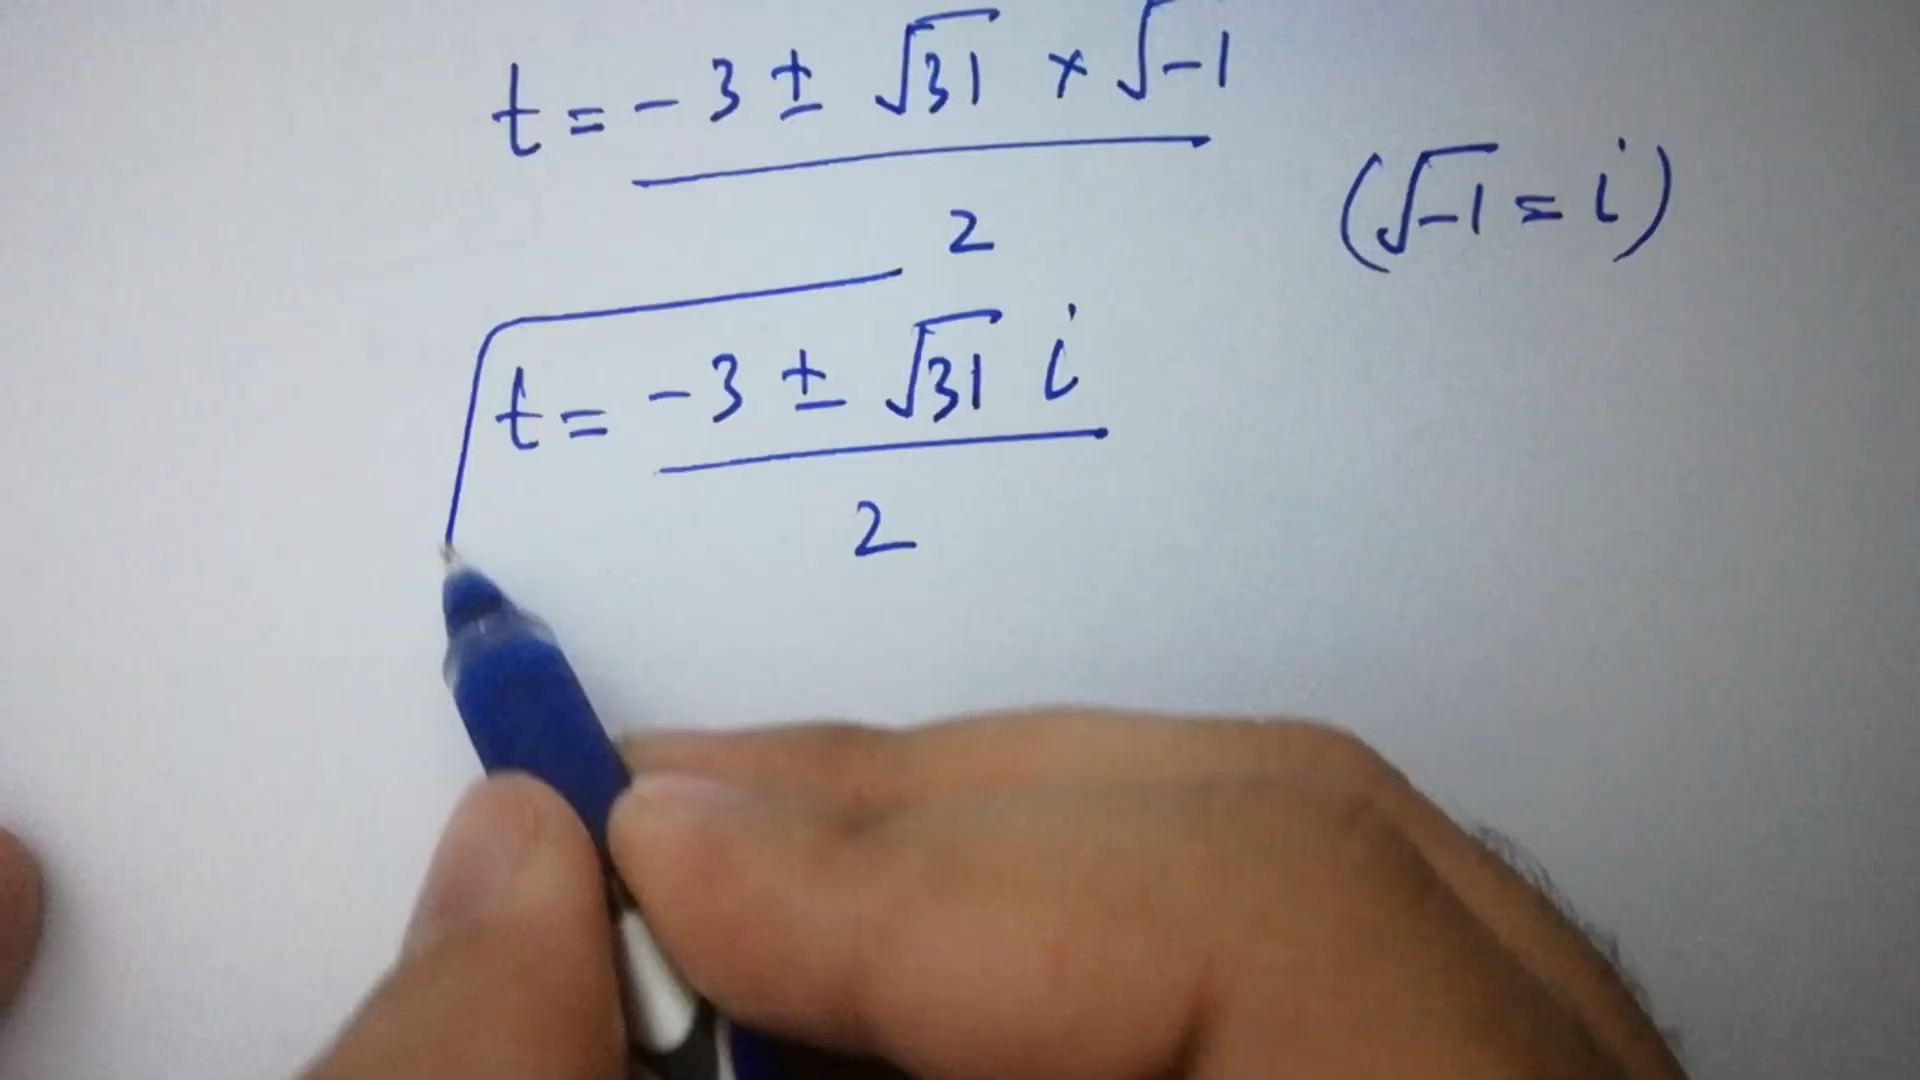 t = -3 ± √31 × √-1
2
(√-1 = i)
t = -3 ± √31 i
2